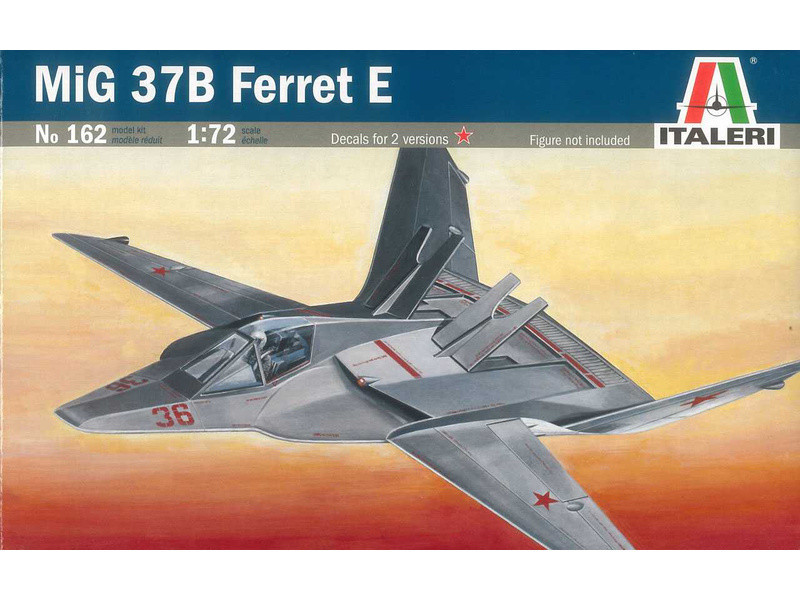 MiG 37B Ferret E
®
ITALERI
No 162 model kit modèle réduit 1:72 scale échelle Decals for 2 versions Figure not included
36
36